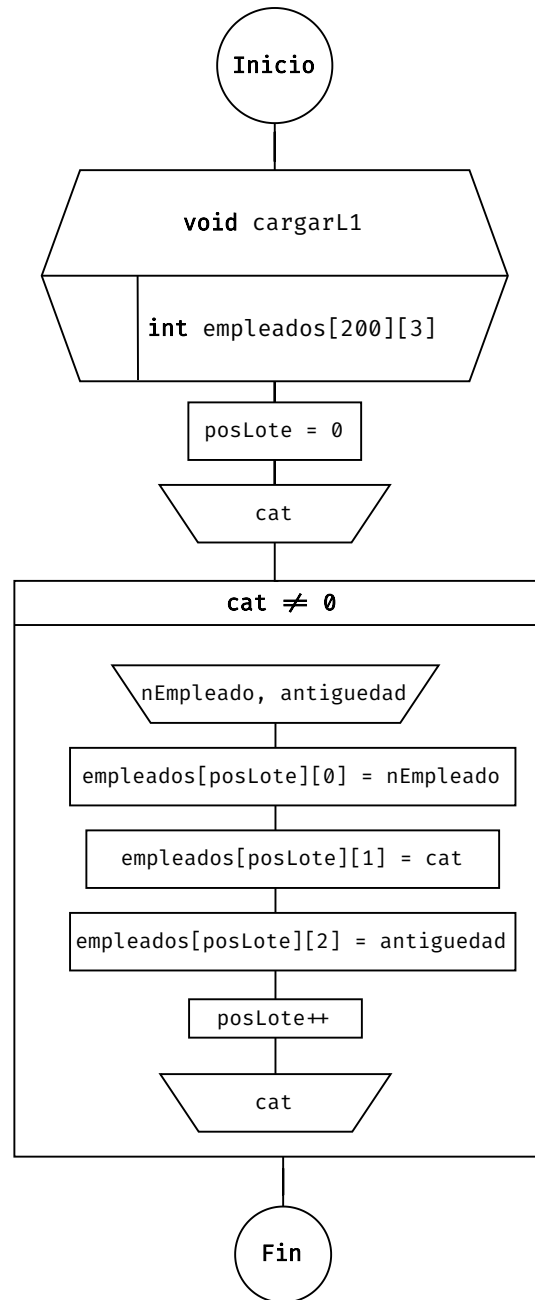 Inicio
void cargarL1
int empleados[200][3]
posLote = 0
cat
cat ≠ 0
nEmpleado, antiguedad
empleados[posLote][0] = nEmpleado
empleados[posLote][1] = cat
empleados[posLote][2] = antiguedad
posLote++
cat
Fin